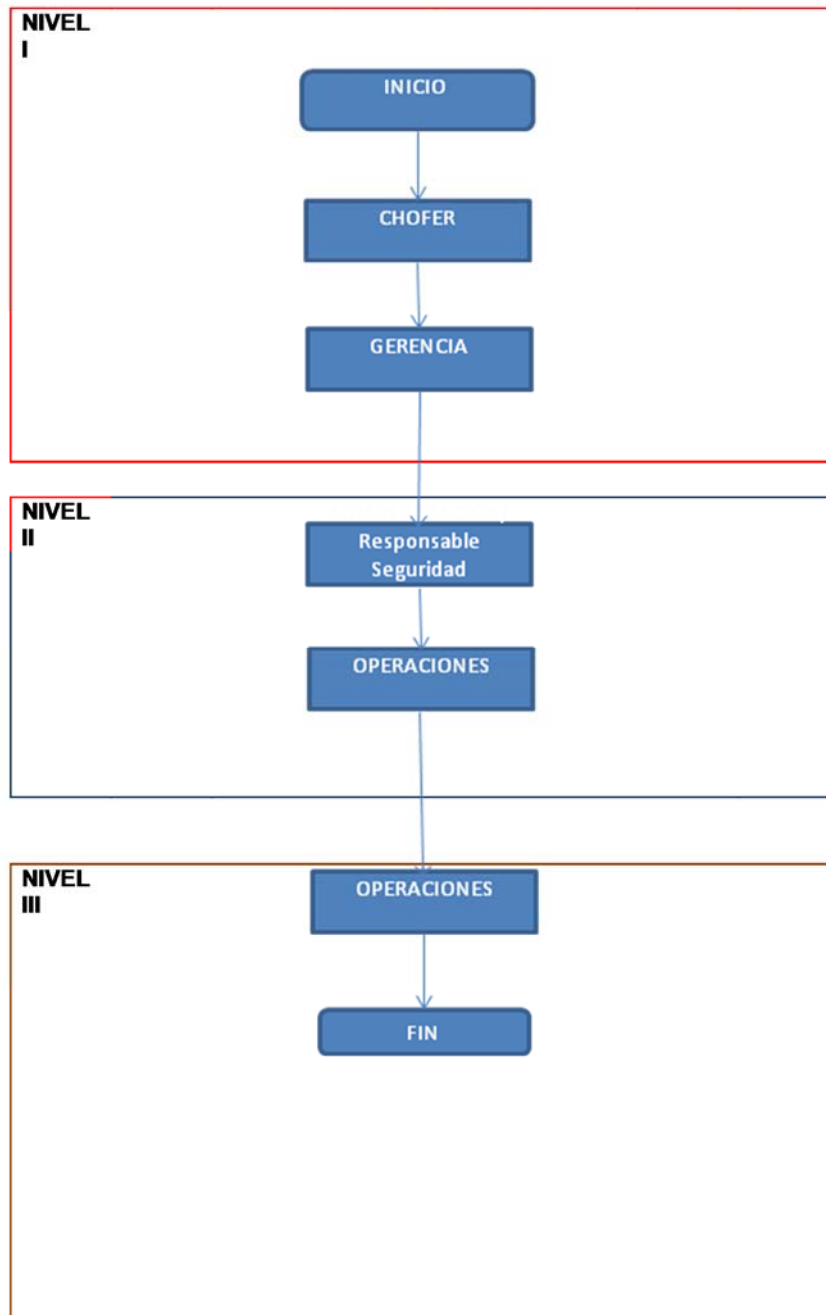 NIVEL
I
INICIO
CHOFER
GERENCIA
NIVEL
II
Responsable
Seguridad
OPERACIONES
NIVEL
III
OPERACIONES
FIN